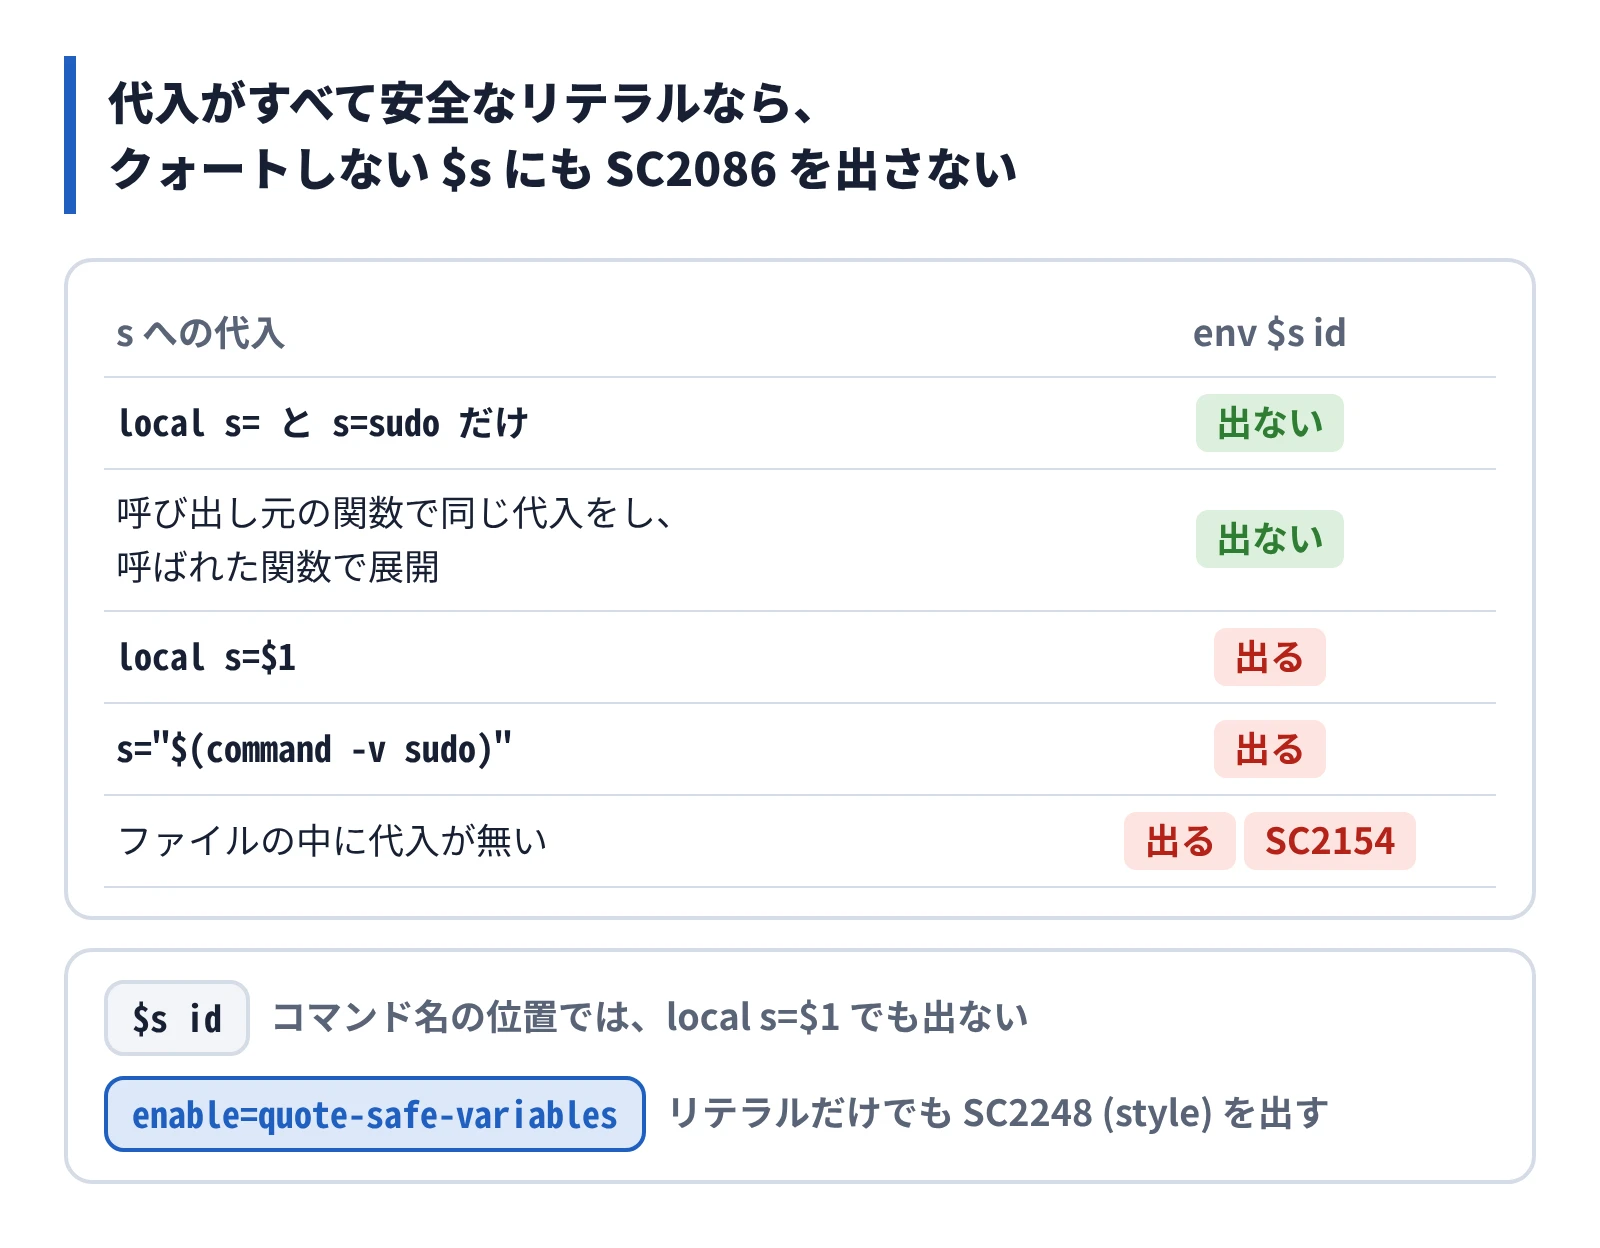 代入がすべて安全なリテラルなら、
クォートしない $s にも SC2086 を出さない
s への代入 env $s id
local s= と s=sudo だけ 出ない
呼び出し元の関数で同じ代入をし、
呼ばれた関数で展開 出ない
local s=$1 出る
s="$(command -v sudo)" 出る
ファイルの中に代入が無い 出る SC2154
$s id コマンド名の位置では、local s=$1 でも出ない
enable=quote-safe-variables リテラルだけでも SC2248 (style) を出す